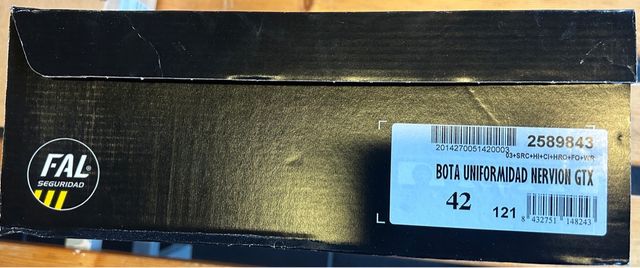 FAL®
SEGURIDAD
2589843
2014270051420003
03+SRC+HI+CI+HRO+FO+WR
BOTA UNIFORMIDAD NERVION GTX
42
121
8 432751 148243